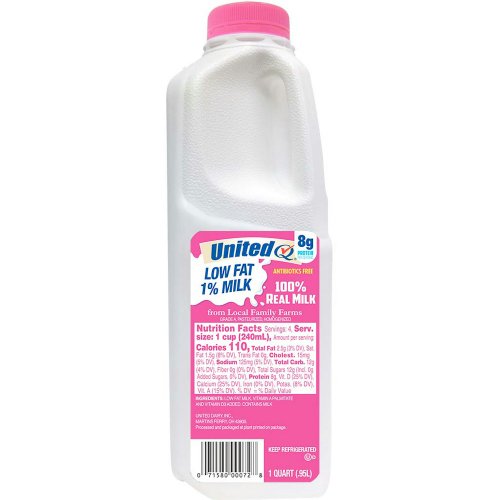 United
8g
PROTEIN
LOW FAT
1% MILK
ANTIBIOTICS FREE
100%
REAL MILK
from Local Family Farms
GRADE A, PASTEURIZED, HOMOGENIZED
Nutrition Facts Servings: 4, Serv.
size: 1 cup (240mL), Amount per serving:
Calories 110, Total Fat 2.5g (3% DV), Sat.
Fat 1.5g (8% DV), Trans Fat 0g, Cholest. 15mg
(5% DV), Sodium 125mg (5% DV), Total Carb. 12g
(4% DV), Fiber 0g (0% DV), Total Sugars 12g (Incl. 0g
Added Sugars, 0% DV), Protein 8g, Vit. D (25% DV),
Calcium (25% DV), Iron (0% DV), Potas. (8% DV),
Vit. A (15% DV), % DV = % Daily Value
INGREDIENTS: LOW FAT MILK, VITAMIN A PALMITATE
AND VITAMIN D3 ADDED. CONTAINS MILK
UNITED DAIRY, INC.,
MARTINS FERRY, OH 43935
Processed and packaged at plant printed on package.
KEEP REFRIGERATED
0 71580 00072 8
1 QUART (.95L)